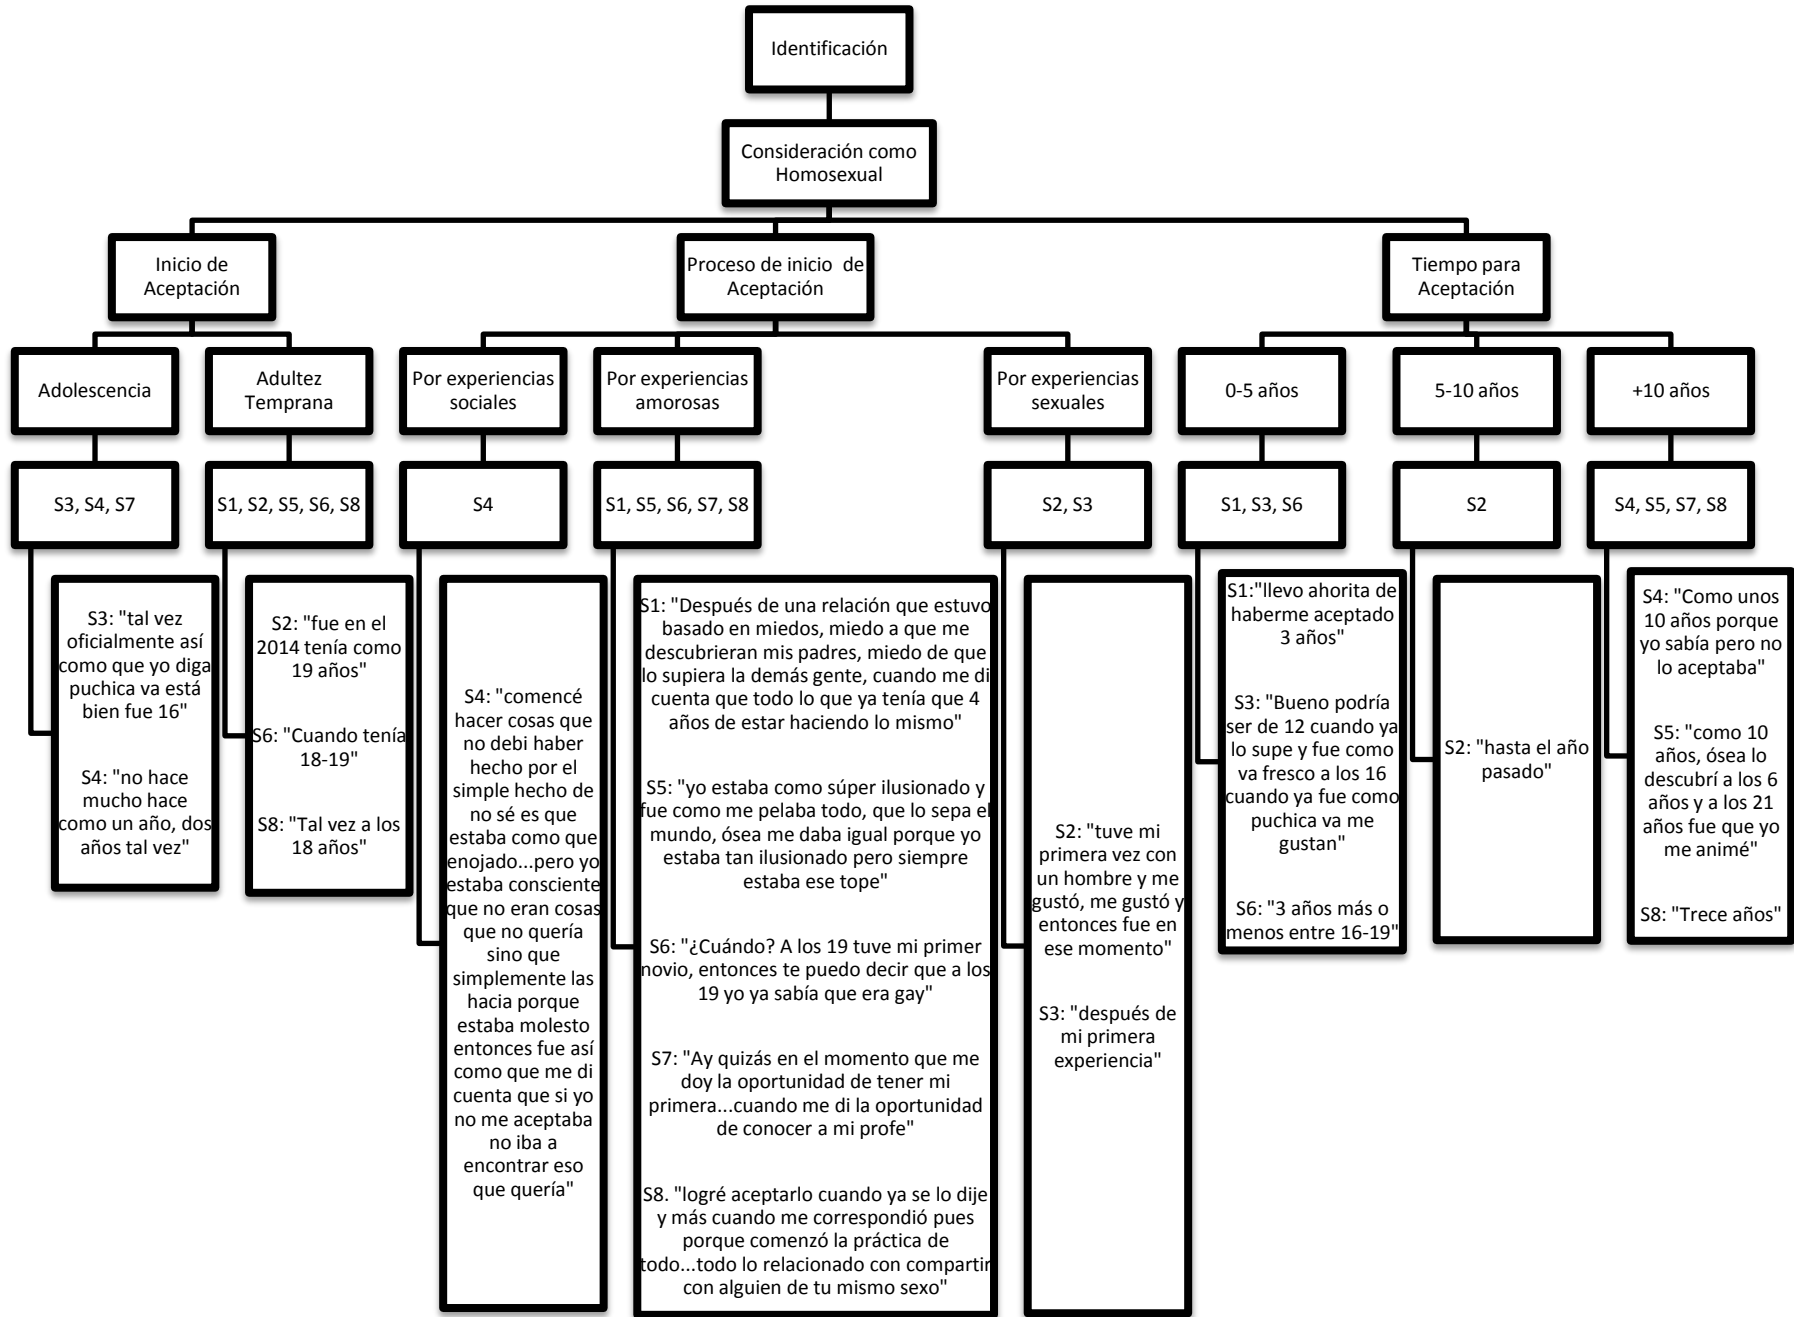 Identificación
Consideración como
Homosexual
Inicio de
Aceptación
Proceso de inicio  de
Aceptación
Tiempo para
Aceptación
Adolescencia
Adultez
Temprana
Por experiencias
sociales
Por experiencias
amorosas
Por experiencias
sexuales
0-5 años
5-10 años
+10 años
S3, S4, S7
S1, S2, S5, S6, S8
S4
S1, S5, S6, S7, S8
S2, S3
S1, S3, S6
S2
S4, S5, S7, S8
S3: "tal vez
oficialmente así
como que yo diga
puchica va está
bien fue 16"
S4: "no hace
mucho hace
como un año, dos
años tal vez"
S2: "fue en el
2014 tenía como
19 años"
S6: "Cuando tenía
18-19"
S8: "Tal vez a los
18 años"
S4: "comencé
hacer cosas que
no debi haber
hecho por el
simple hecho de
no sé es que
estaba como que
enojado...pero yo
estaba consciente
que no eran cosas
que no quería
sino que
simplemente las
hacia porque
estaba molesto
entonces fue así
como que me di
cuenta que si yo
no me aceptaba
no iba a
encontrar eso
que quería"
S1: "Después de una relación que estuvo
basado en miedos, miedo a que me
descubrieran mis padres, miedo de que
lo supiera la demás gente, cuando me di
cuenta que todo lo que ya tenía que 4
años de estar haciendo lo mismo"
S5: "yo estaba como súper ilusionado y
fue como me pelaba todo, que lo sepa el
mundo, ósea me daba igual porque yo
estaba tan ilusionado pero siempre
estaba ese tope"
S6: "¿Cuándo? A los 19 tuve mi primer
novio, entonces te puedo decir que a los
19 yo ya sabía que era gay"
S7: "Ay quizás en el momento que me
doy la oportunidad de tener mi
primera...cuando me di la oportunidad
de conocer a mi profe"
S8. "logré aceptarlo cuando ya se lo dije
y más cuando me correspondió pues
porque comenzó la práctica de
todo...todo lo relacionado con compartir
con alguien de tu mismo sexo"
S2: "tuve mi
primera vez con
un hombre y me
gustó, me gustó y
entonces fue en
ese momento"
S3: "después de
mi primera
experiencia"
S1:"llevo ahorita de
haberme aceptado
3 años"
S3: "Bueno podría
ser de 12 cuando ya
lo supe y fue como
va fresco a los 16
cuando ya fue como
puchica va me
gustan"
S6: "3 años más o
menos entre 16-19"
S2: "hasta el año
pasado"
S4: "Como unos
10 años porque
yo sabía pero no
lo aceptaba"
S5: "como 10
años, ósea lo
descubrí a los 6
años y a los 21
años fue que yo
me animé"
S8: "Trece años"